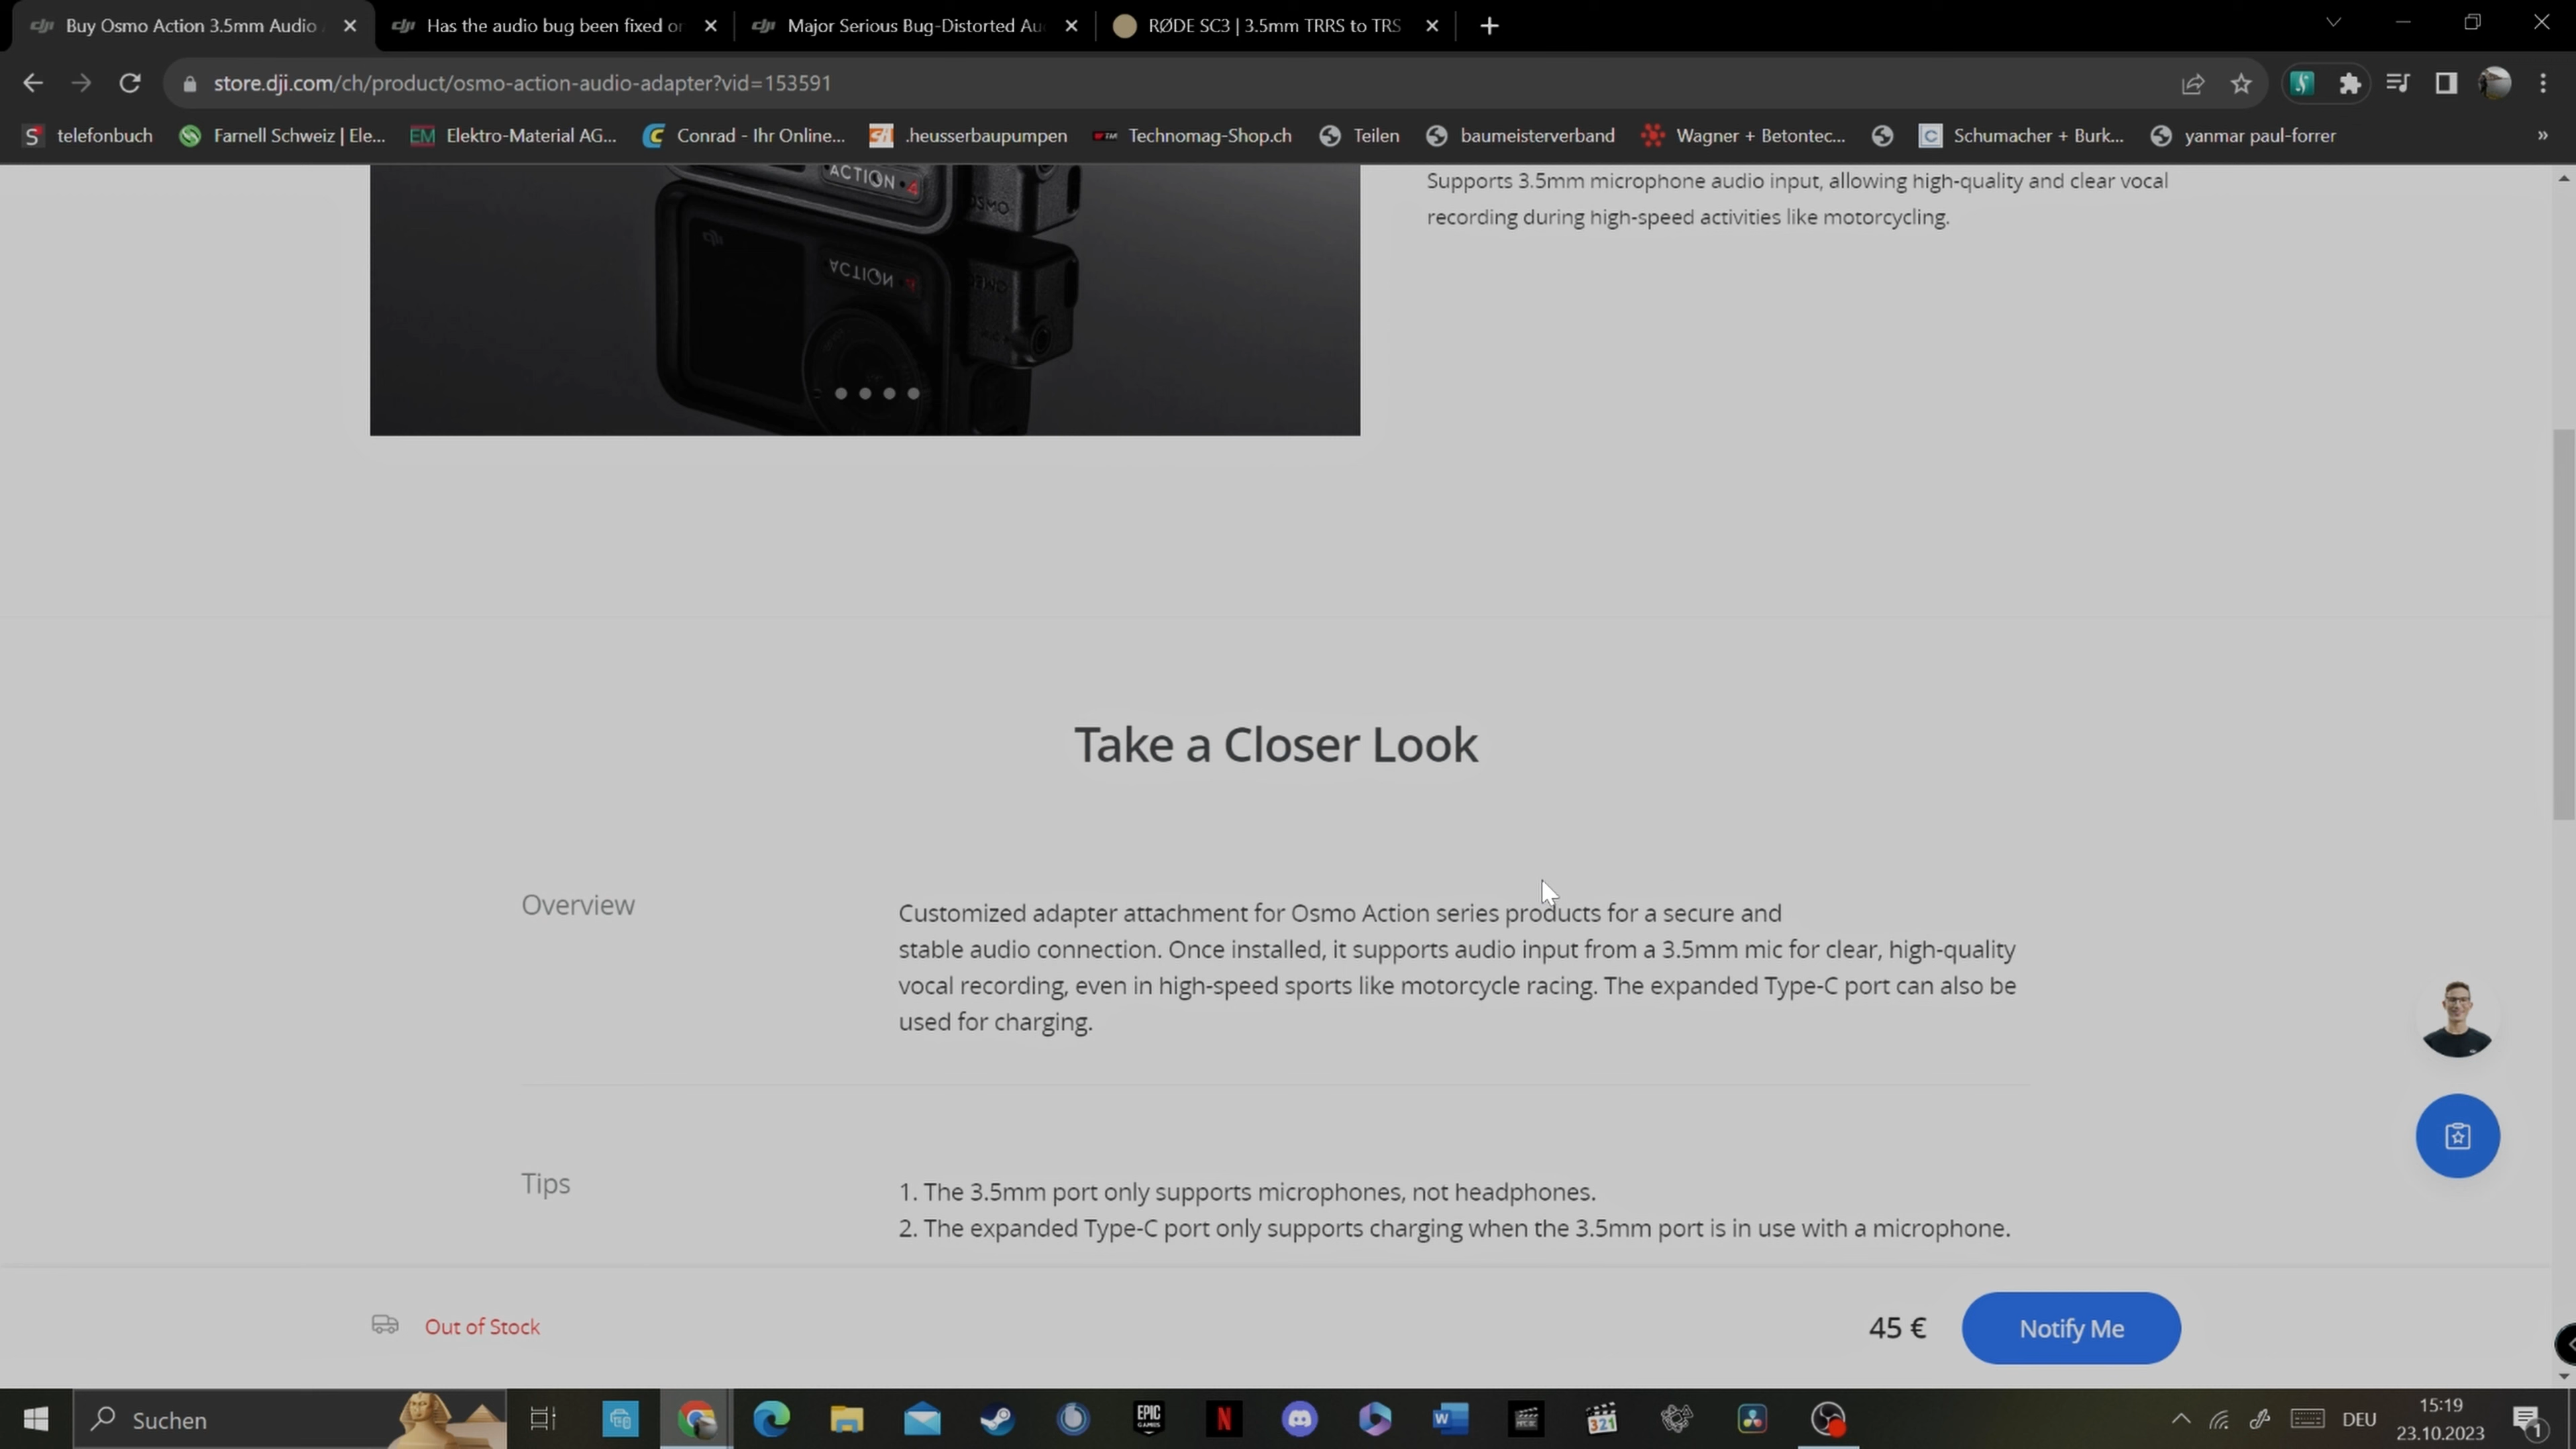 Buy Osmo Action 3.5mm Audio
Has the audio bug been fixed or
Major Serious Bug-Distorted Au
RØDE SC3 | 3.5mm TRRS to TRS
store.dji.com/ch/product/osmo-action-audio-adapter?vid=153591
telefonbuch
Farnell Schweiz | Ele...
EM
Elektro-Material AG...
Conrad - Ihr Online...
.heusserbaupumpen
Technomag-Shop.ch
Teilen
baumeisterverband
Wagner + Betontec...
Schumacher + Burk...
yanmar paul-forrer
»
ACTION 4
OSMO
ACTION
Supports 3.5mm microphone audio input, allowing high-quality and clear vocal
recording during high-speed activities like motorcycling.
Take a Closer Look
Overview
Customized adapter attachment for Osmo Action series products for a secure and
stable audio connection. Once installed, it supports audio input from a 3.5mm mic for clear, high-quality
vocal recording, even in high-speed sports like motorcycle racing. The expanded Type-C port can also be
used for charging.
Tips
1. The 3.5mm port only supports microphones, not headphones.
2. The expanded Type-C port only supports charging when the 3.5mm port is in use with a microphone.
Out of Stock
45 €
Notify Me
Suchen
EPIC
GAMES
N
W
321
DEU
15:19
23.10.2023
1